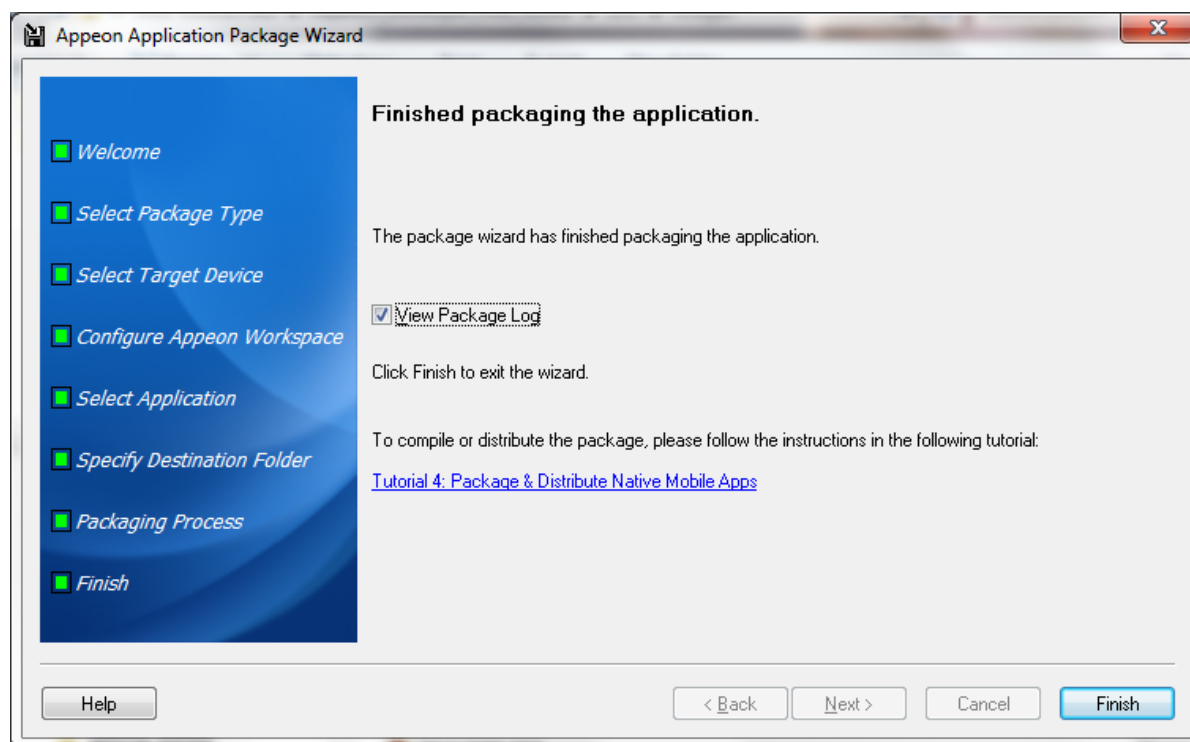 Appeon Application Package Wizard
Welcome
Select Package Type
Select Target Device
Configure Appeon Workspace
Select Application
Specify Destination Folder
Packaging Process
Finish
Finished packaging the application.
The package wizard has finished packaging the application.
View Package Log
Click Finish to exit the wizard.
To compile or distribute the package, please follow the instructions in the following tutorial:
Tutorial 4: Package & Distribute Native Mobile Apps
Help
< Back
Next >
Cancel
Finish